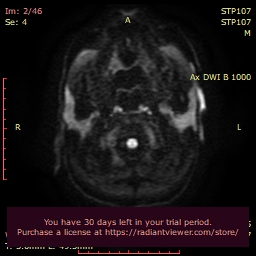 Im: 2/46
Se: 4
STP107
STP107
M
A
Ax DWI B 1000
R
L
You have 30 days left in your trial period.
Purchase a license at https://radiantviewer.com/store/